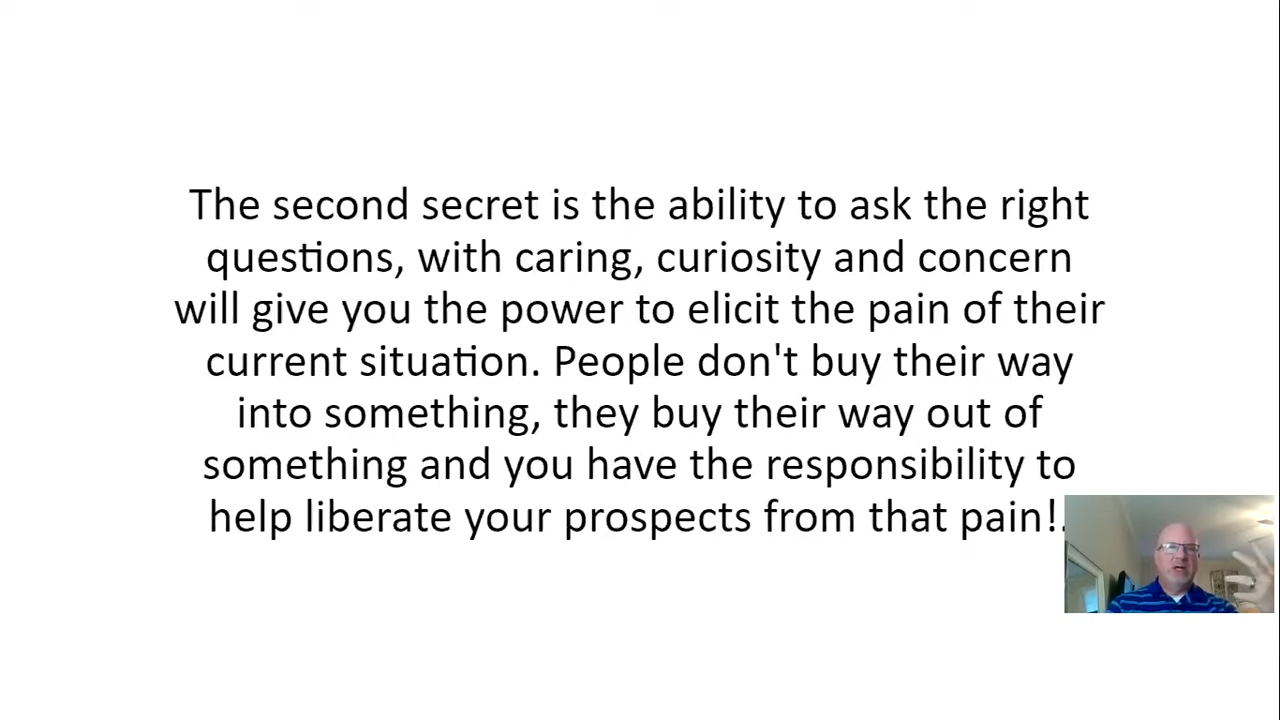 The second secret is the ability to ask the right
questions, with caring, curiosity and concern
will give you the power to elicit the pain of their
current situation. People don't buy their way
into something, they buy their way out of
something and you have the responsibility to
help liberate your prospects from that pain!.